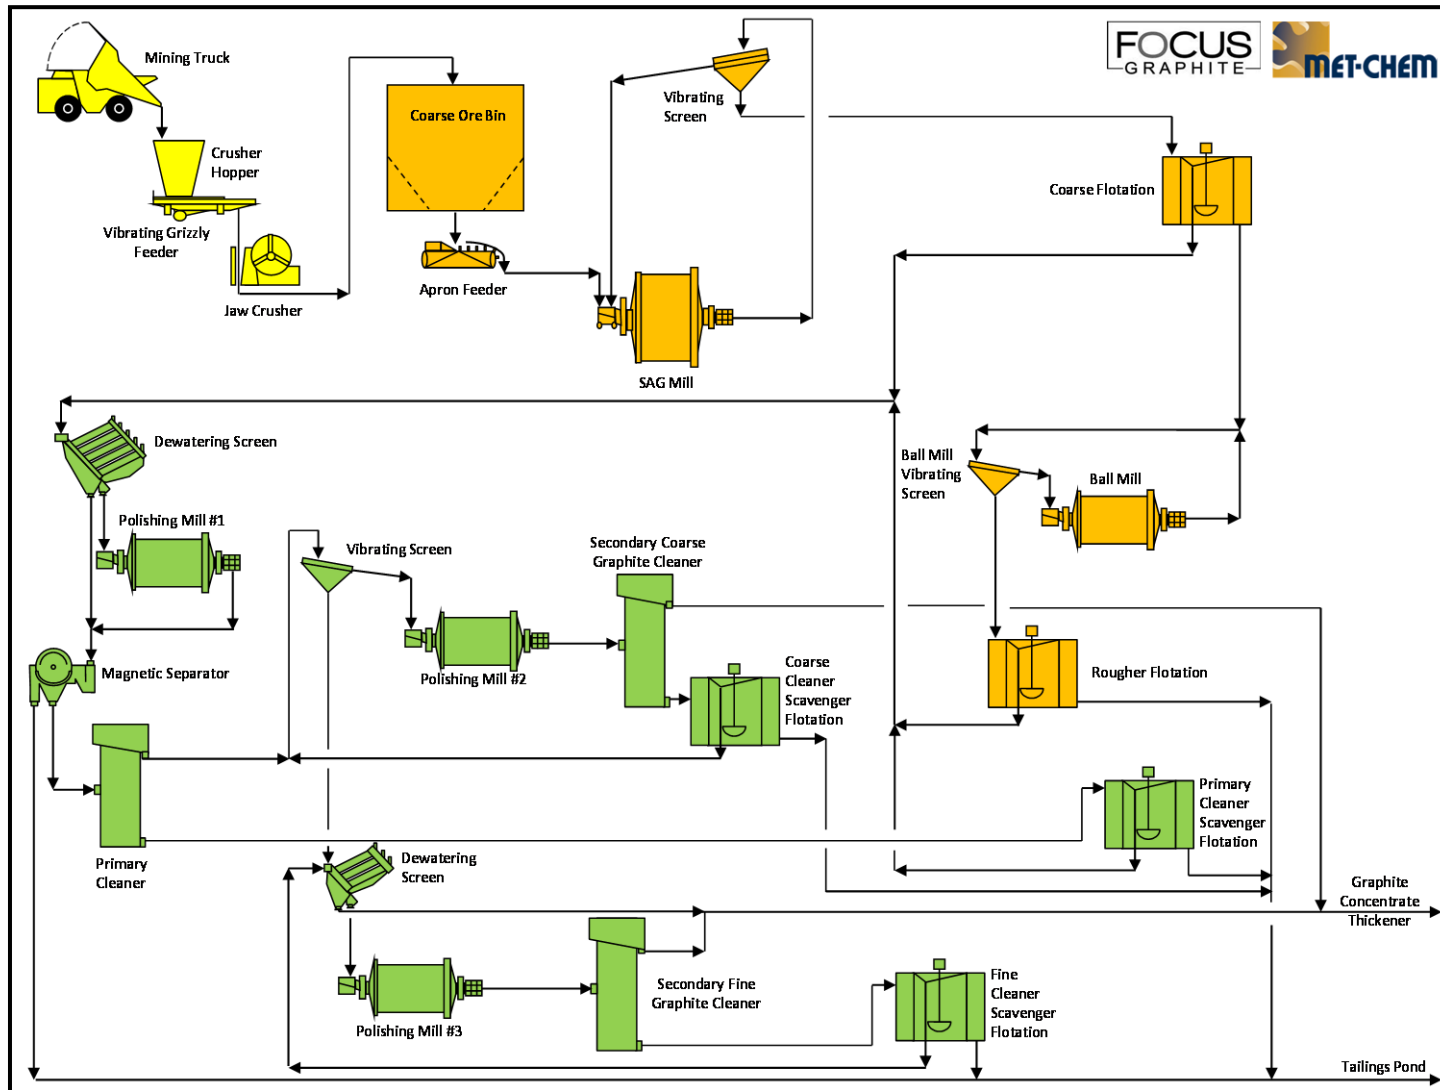 Mining Truck
FOCUS
GRAPHITE
MET-CHEM
Coarse Ore Bin
Vibrating
Screen
Crusher
Hopper
Coarse Flotation
Vibrating Grizzly
Feeder
Apron Feeder
Jaw Crusher
SAG Mill
Dewatering Screen
Ball Mill
Vibrating
Screen
Ball Mill
Polishing Mill #1
Vibrating Screen
Secondary Coarse
Graphite Cleaner
Magnetic Separator
Polishing Mill #2
Coarse
Cleaner
Scavenger
Flotation
Rougher Flotation
Primary
Cleaner
Scavenger
Flotation
Primary
Cleaner
Dewatering
Screen
Graphite
Concentrate
Thickener
Secondary Fine
Graphite Cleaner
Fine
Cleaner
Scavenger
Flotation
Polishing Mill #3
Tailings Pond